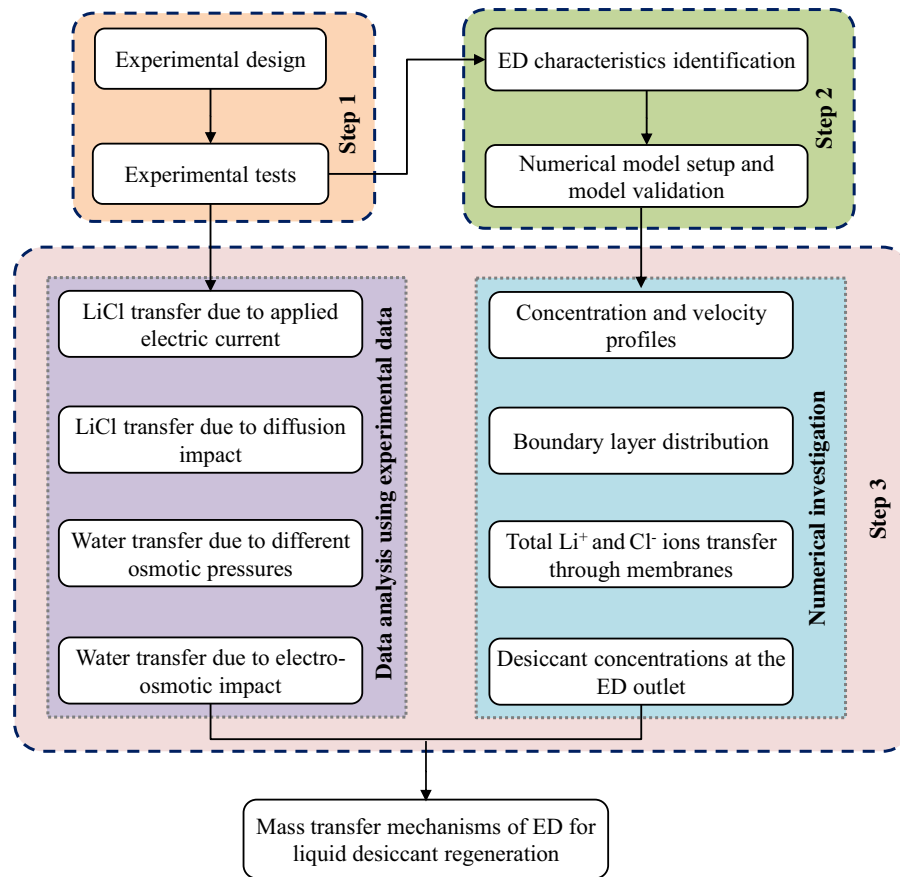 Experimental design
Experimental tests
Step 1
ED characteristics identification
Numerical model setup and
model validation
Step 2
LiCl transfer due to applied
electric current
LiCl transfer due to diffusion
impact
Water transfer due to different
osmotic pressures
Water transfer due to electro-
osmotic impact
Data analysis using experimental data
Concentration and velocity
profiles
Boundary layer distribution
Total Li⁺ and Cl⁻ ions transfer
through membranes
Desiccant concentrations at the
ED outlet
Numerical investigation
Step 3
Mass transfer mechanisms of ED for
liquid desiccant regeneration